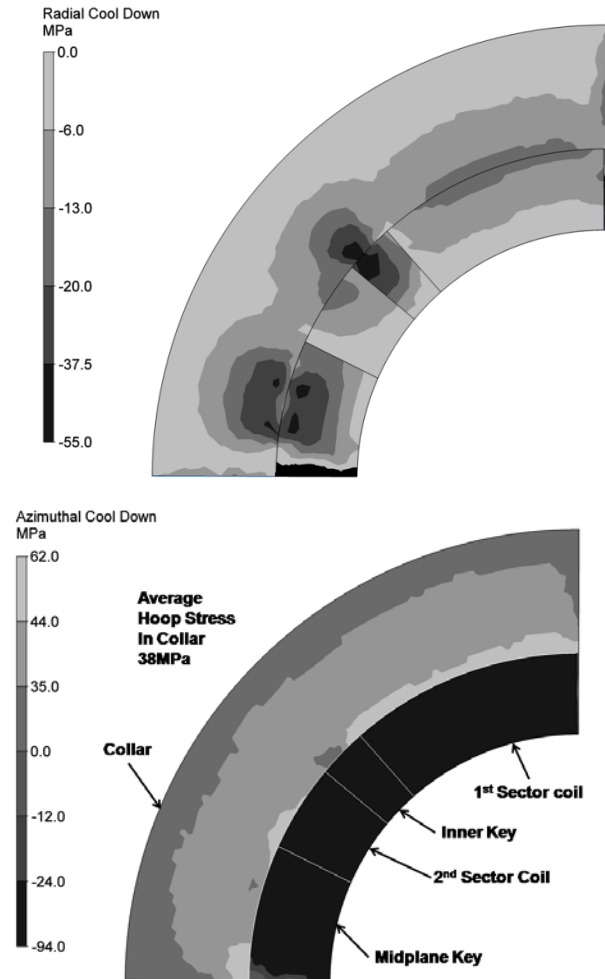 Radial Cool Down
MPa
0.0
-6.0
-13.0
-20.0
-37.5
-55.0
Azimuthal Cool Down
MPa
62.0
44.0
35.0
0.0
-12.0
-24.0
-94.0
Average
Hoop Stress
In Collar
38MPa
Collar
1st Sector coil
Inner Key
2nd Sector Coil
Midplane Key